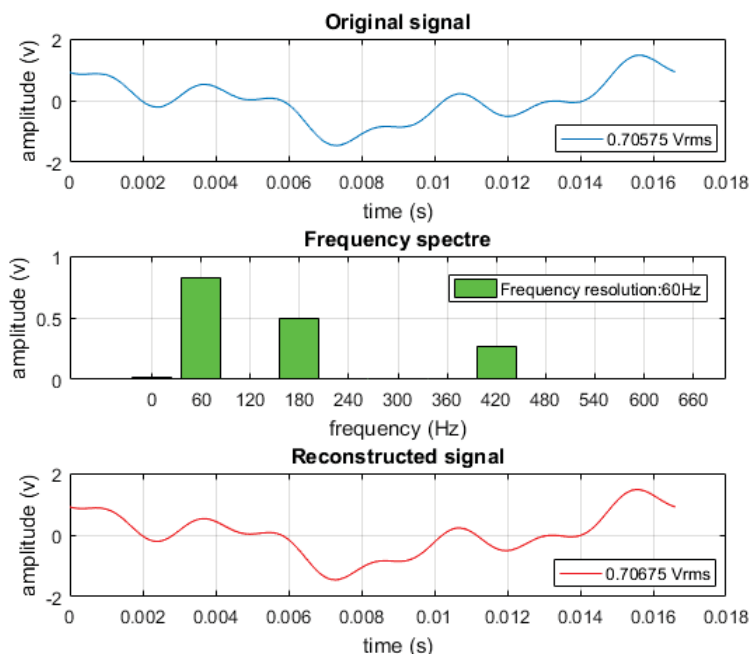 Original signal
2
0
-2
amplitude (v)
0.70575 Vrms
0 0.002 0.004 0.006 0.008 0.01 0.012 0.014 0.016 0.018
time (s)
Frequency spectre
1
0.5
0
amplitude (v)
Frequency resolution:60Hz
0 60 120 180 240 300 360 420 480 540 600 660
frequency (Hz)
Reconstructed signal
2
0
-2
amplitude (v)
0.70675 Vrms
0 0.002 0.004 0.006 0.008 0.01 0.012 0.014 0.016 0.018
time (s)